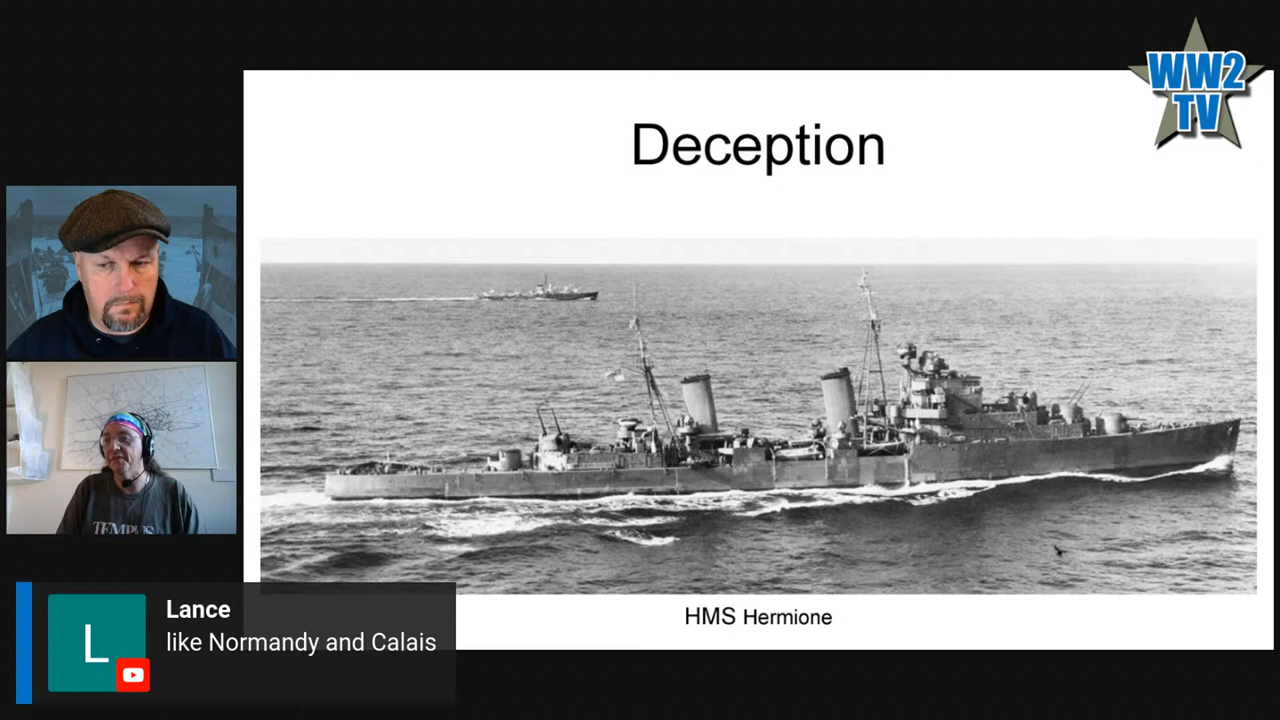 WW2
TV
Deception
TEMPUS
HMS Hermione
L
Lance
like Normandy and Calais